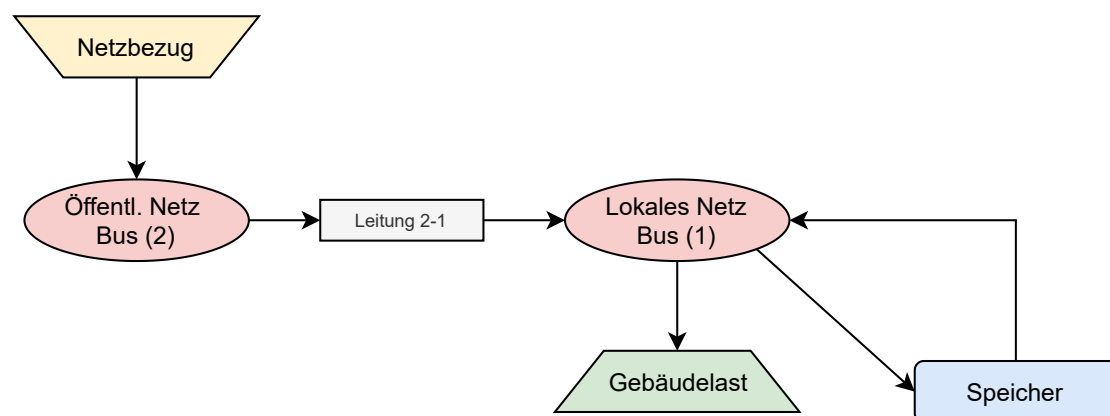 Netzbezug
Öffentl. Netz
Bus (2)
Leitung 2-1
Lokales Netz
Bus (1)
Gebäudelast
Speicher